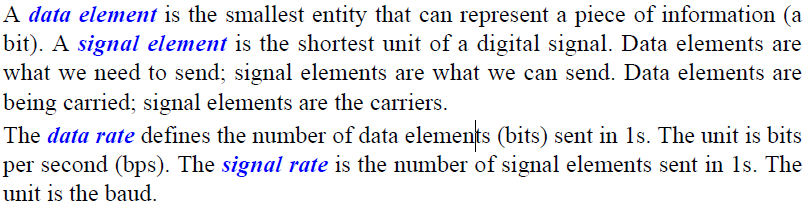 A data element is the smallest entity that can represent a piece of information (a
bit). A signal element is the shortest unit of a digital signal. Data elements are
what we need to send; signal elements are what we can send. Data elements are
being carried; signal elements are the carriers.
The data rate defines the number of data elements (bits) sent in 1s. The unit is bits
per second (bps). The signal rate is the number of signal elements sent in 1s. The
unit is the baud.